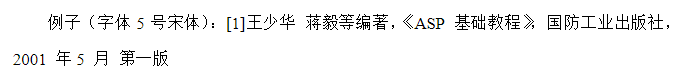 例子（字体 5 号宋体）：[1]王少华 蒋毅等编著，《ASP 基础教程》，国防工业出版社，
2001 年 5 月 第一版